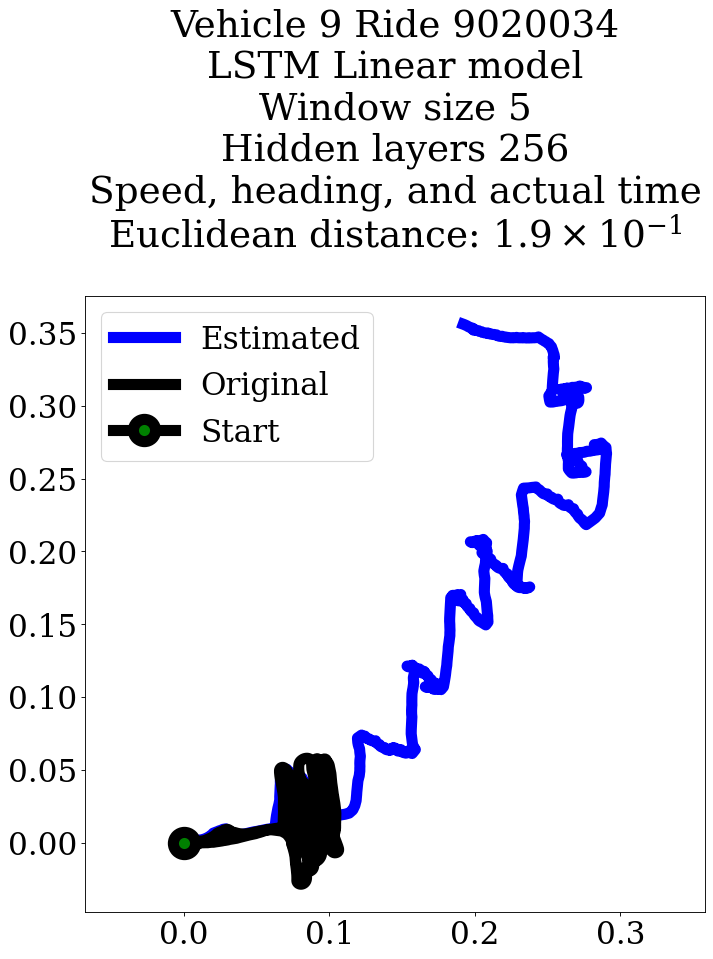 Vehicle 9 Ride 9020034
LSTM Linear model
Window size 5
Hidden layers 256
Speed, heading, and actual time
Euclidean distance: 1.9 × 10⁻¹
Estimated
Original
Start
0.35
0.30
0.25
0.20
0.15
0.10
0.05
0.00
0.0 0.1 0.2 0.3